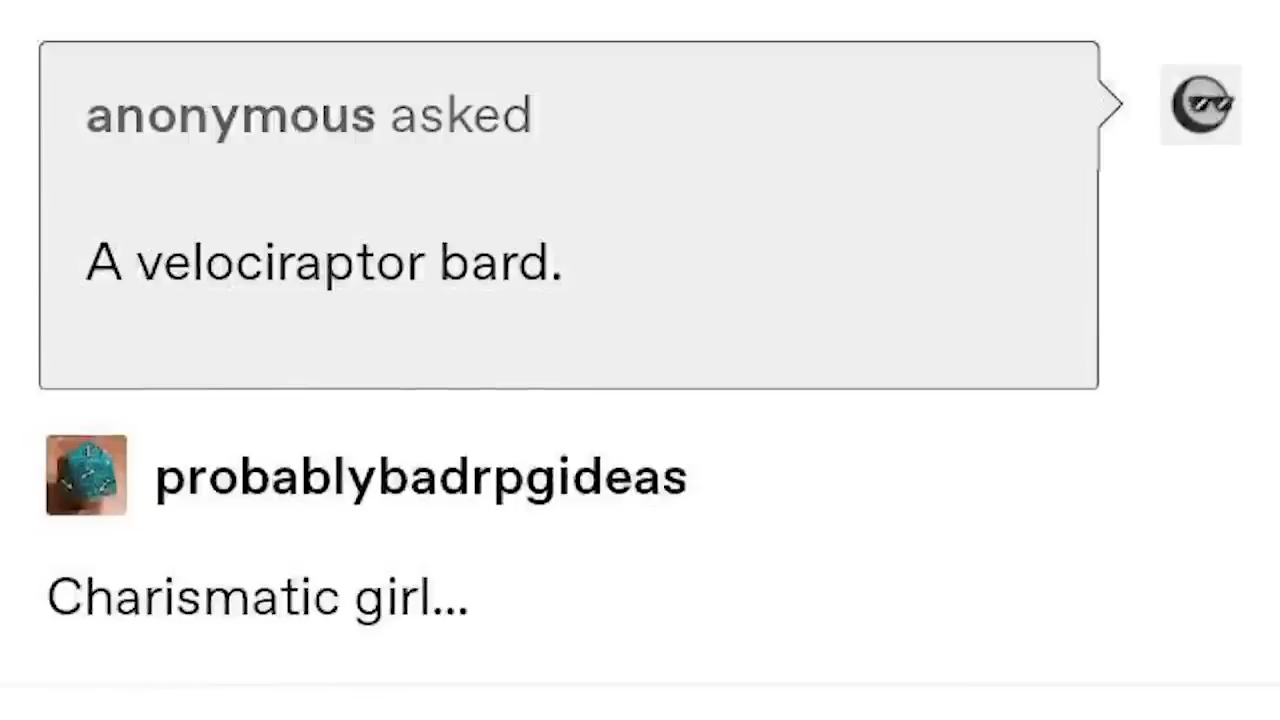 anonymous asked
A velociraptor bard.
probablybadrpgideas
Charismatic girl...